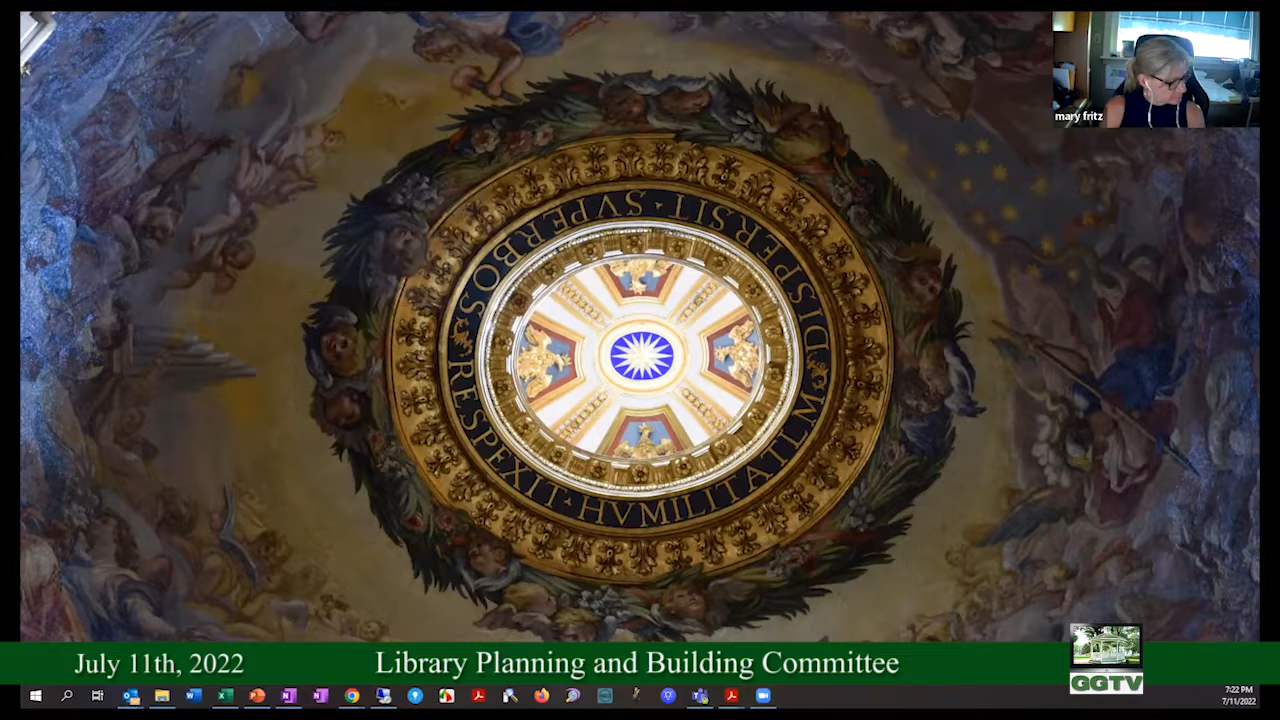 mary fritz
RESPEXIT · HVMILITATLM DISPERSIT · SVPERBOS
July 11th, 2022
Library Planning and Building Committee
GGTV
7:22 PM
7/11/2022